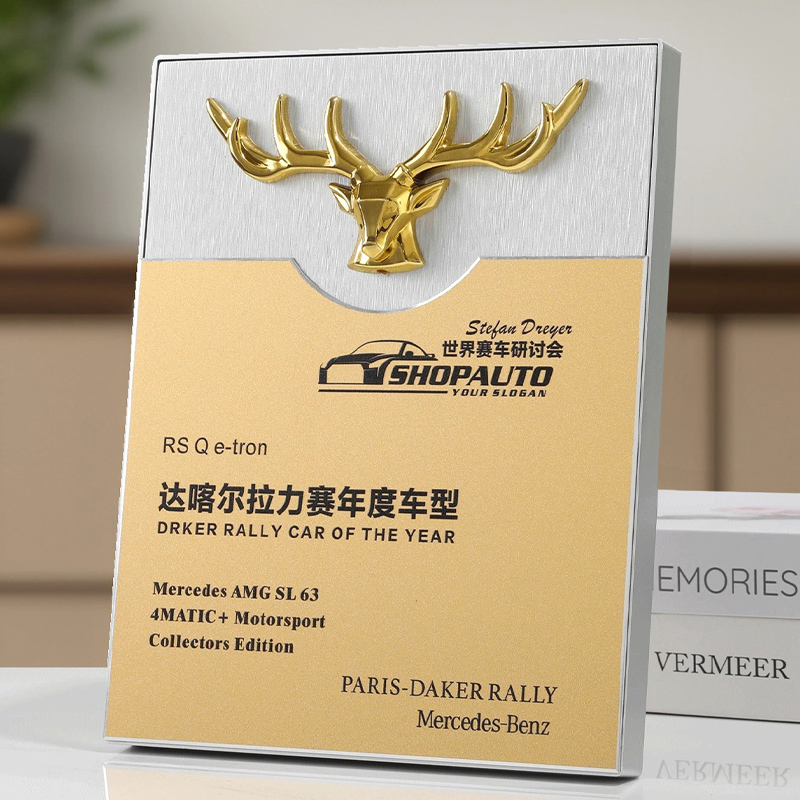 Stefan Dreyer
世界赛车研讨会
SHOPAUTO
YOUR SLOGAN
RS Q e-tron
达喀尔拉力赛年度车型
DRKER RALLY CAR OF THE YEAR
Mercedes AMG SL 63
4MATIC+ Motorsport
Collectors Edition
PARIS-DAKER RALLY
Mercedes-Benz
EMORIES
VERMEER
VERMEER